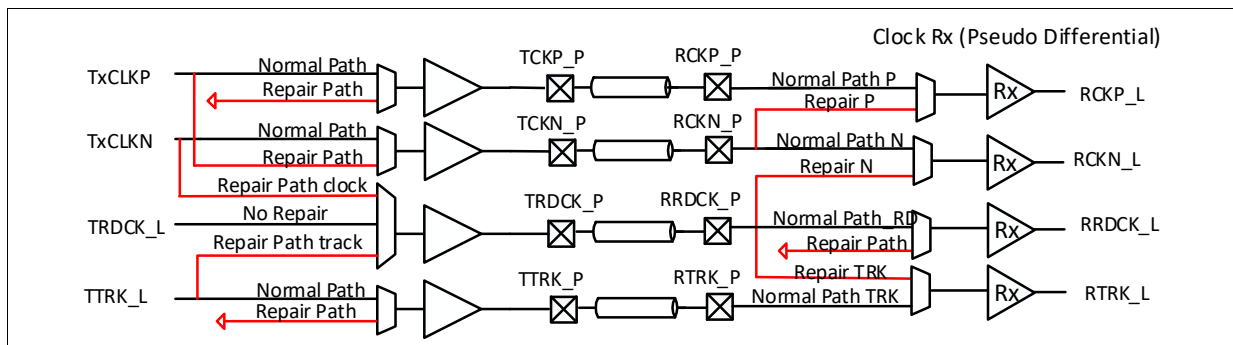 Clock Rx (Pseudo Differential)
TxCLKP
Normal Path
Repair Path
TCKP_P
RCKP_P
Normal Path P
Repair P
Rx
RCKP_L
TxCLKN
Normal Path
Repair Path
TCKN_P
RCKN_P
Normal Path N
Repair N
Rx
RCKN_L
Repair Path clock
TRDCK_L
No Repair
Repair Path track
TRDCK_P
RRDCK_P
Normal Path_RD
Repair Path
Rx
RRDCK_L
TTRK_L
Normal Path
Repair Path
TTRK_P
RTRK_P
Repair TRK
Normal Path TRK
Rx
RTRK_L